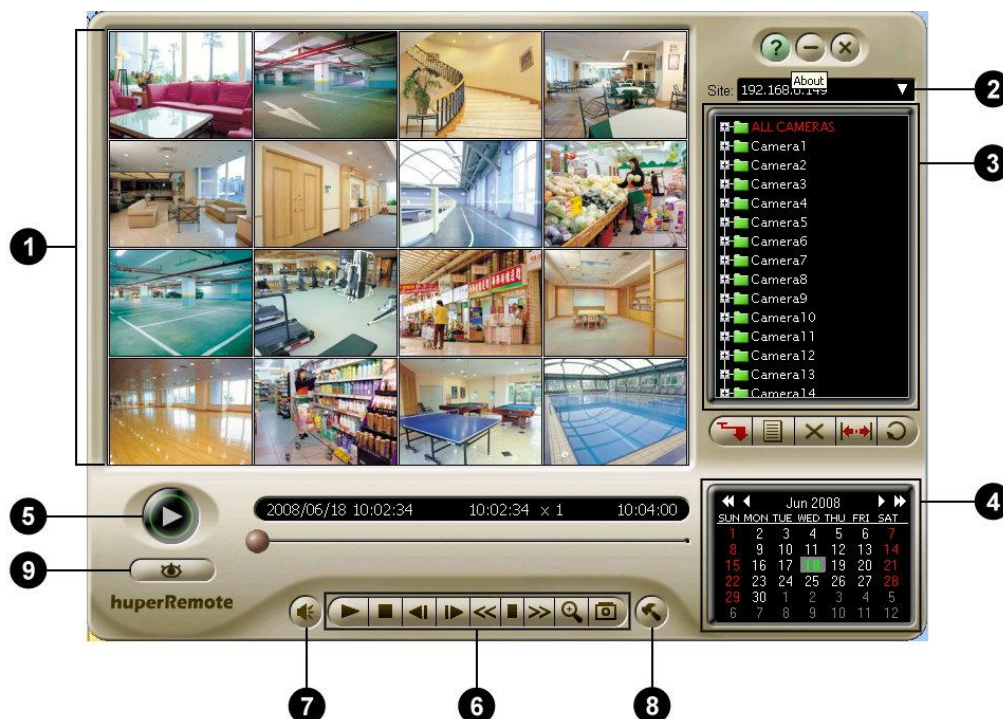 ?
About
Site: 192.168.0.149
ALL CAMERAS
Camera1
Camera2
Camera3
Camera4
Camera5
Camera6
Camera7
Camera8
Camera9
Camera10
Camera11
Camera12
Camera13
Camera14
1
2
3
5
2008/06/18 10:02:34 10:02:34 × 1 10:04:00
4
Jun 2008
SUN MON TUE WED THU FRI SAT
1 2 3 4 5 6 7
8 9 10 11 12 13 14
15 16 17 18 19 20 21
22 23 24 25 26 27 28
29 30 1 2 3 4 5
6 7 8 9 10 11 12
9
huperRemote
7
6
8